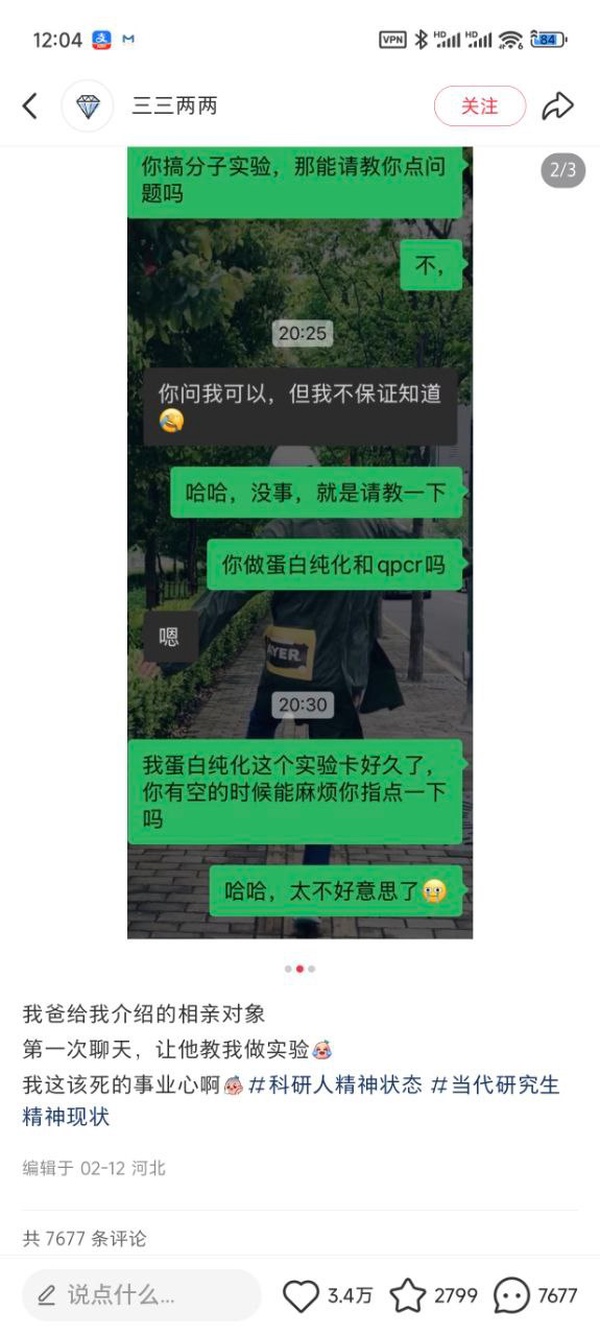 12:04
VPN
HD
HD
6
84
三三两两
关注
2/3
你搞分子实验，那能请教你点问
题吗
不，
20:25
你问我可以，但我不保证知道
哈哈，没事，就是请教一下
你做蛋白纯化和qpcr吗
嗯
AYER
20:30
我蛋白纯化这个实验卡好久了，
你有空的时候能麻烦你指点一下
吗
哈哈，太不好意思了
我爸给我介绍的相亲对象
第一次聊天，让他教我做实验
我这该死的事业心啊#科研人精神状态 #当代研究生
精神现状
编辑于 02-12 河北
共 7677 条评论
说点什么...
3.4万
2799
7677